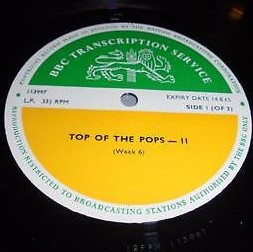 BBC TRANSCRIPTION SERVICE
113997
L.P. 33⅓ RPM
EXPIRY DATE 14.8.65
SIDE 1 (OF 3)
TOP OF THE POPS — 11
(Week 6)
REPRODUCTION RESTRICTED TO BROADCASTING STATIONS AUTHORISED BY THE BBC ONLY